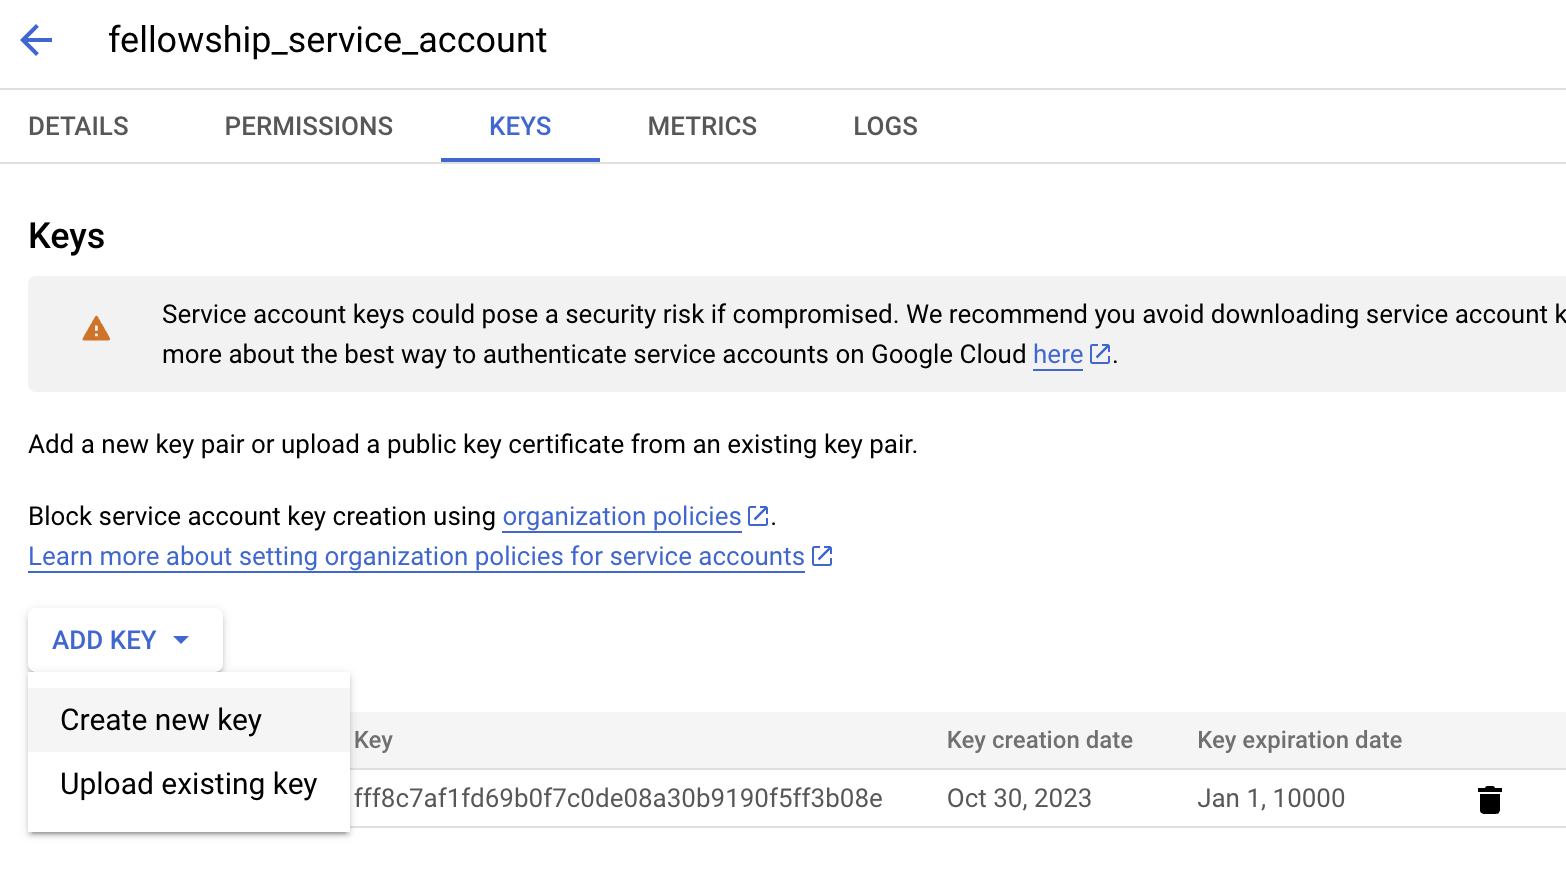 fellowship_service_account
DETAILS PERMISSIONS KEYS METRICS LOGS
Keys
Service account keys could pose a security risk if compromised. We recommend you avoid downloading service account k
more about the best way to authenticate service accounts on Google Cloud here.
Add a new key pair or upload a public key certificate from an existing key pair.
Block service account key creation using organization policies.
Learn more about setting organization policies for service accounts
ADD KEY
Create new key
Upload existing key
Key Key creation date Key expiration date
fff8c7af1fd69b0f7c0de08a30b9190f5ff3b08e Oct 30, 2023 Jan 1, 10000